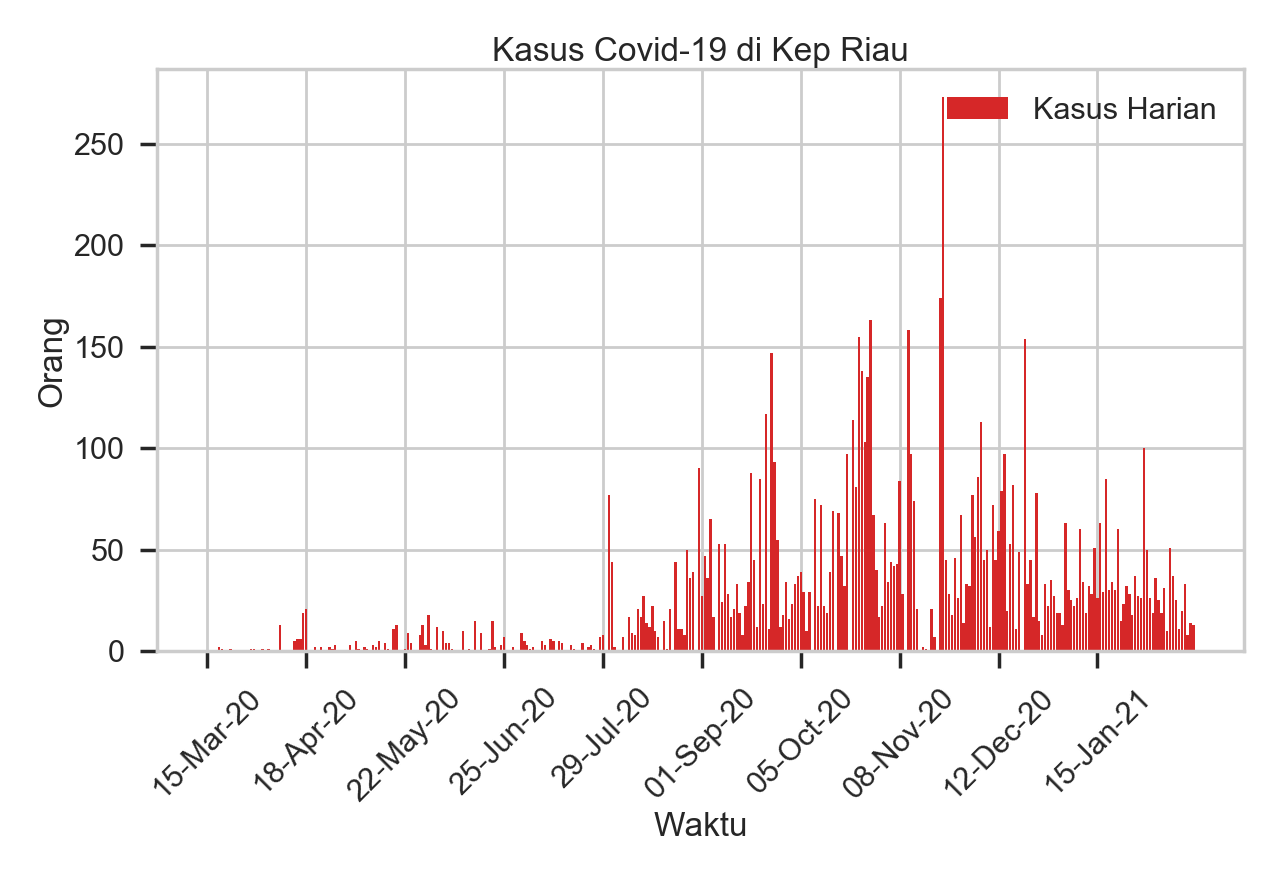 Kasus Covid-19 di Kep Riau
Kasus Harian
250
200
150
100
50
0
Orang
15-Mar-20
18-Apr-20
22-May-20
25-Jun-20
29-Jul-20
01-Sep-20
05-Oct-20
08-Nov-20
12-Dec-20
15-Jan-21
Waktu